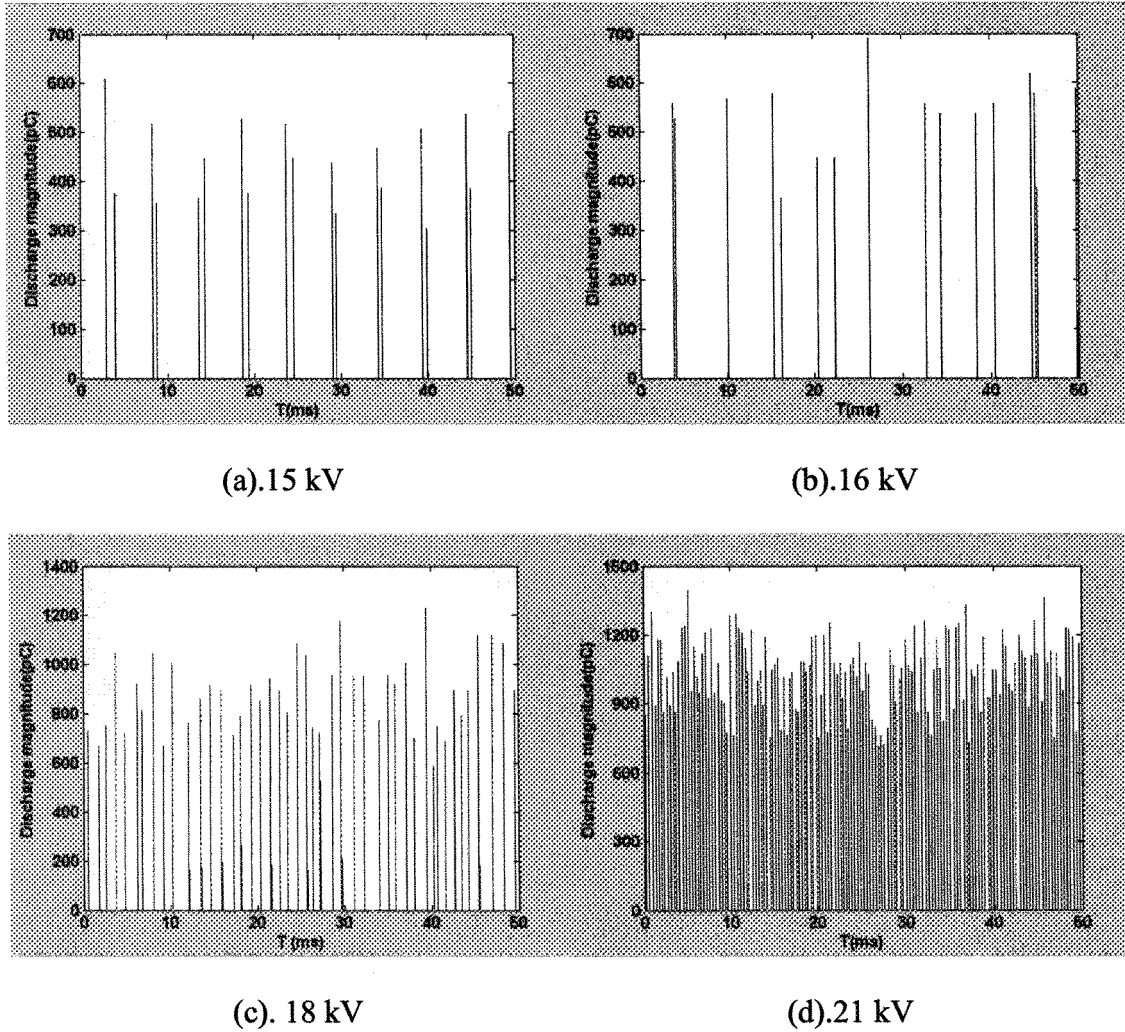 700
600
500
400
300
200
100
0
Discharge magnitude(pC)
0 10 20 30 40 50
T(ms)
(a).15 kV
700
600
500
400
300
200
100
0
Discharge magnitude(pC)
0 10 20 30 40 50
T(ms)
(b).16 kV
1400
1200
1000
800
600
400
200
0
Discharge magnitude(pC)
0 10 20 30 40 50
T (ms)
(c). 18 kV
1500
1200
900
600
300
0
Discharge magnitude(pC)
0 10 20 30 40 50
T(ms)
(d).21 kV